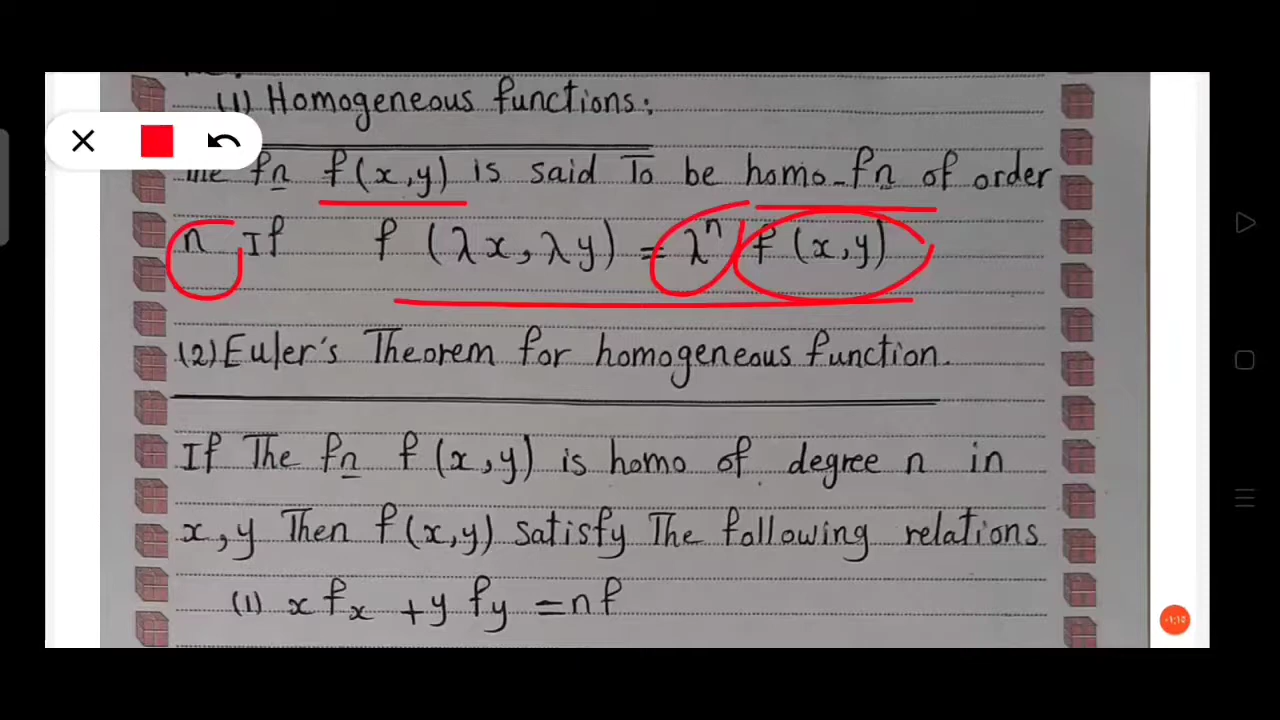 (1) Homogeneous functions:
The fn f(x,y) is said To be homo-fn of order
n If f (λx, λy) = λⁿ f (x,y)
(2) Euler's Theorem for homogeneous function.
If The fn f (x,y) is homo of degree n in
x,y Then f(x,y) satisfy The following relations
(1) x fx + y fy = nf